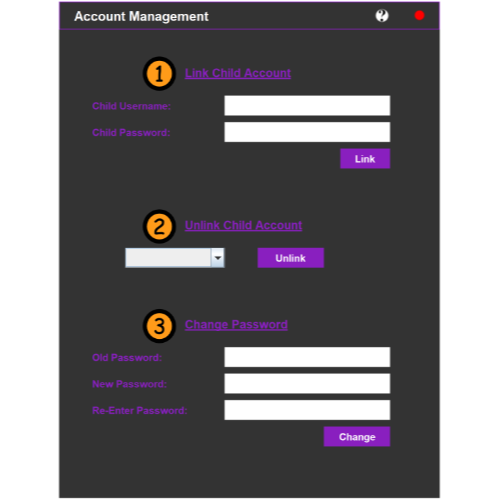 Account Management ?
1 Link Child Account
Child Username:
Child Password:
Link
2 Unlink Child Account
Unlink
3 Change Password
Old Password:
New Password:
Re-Enter Password:
Change